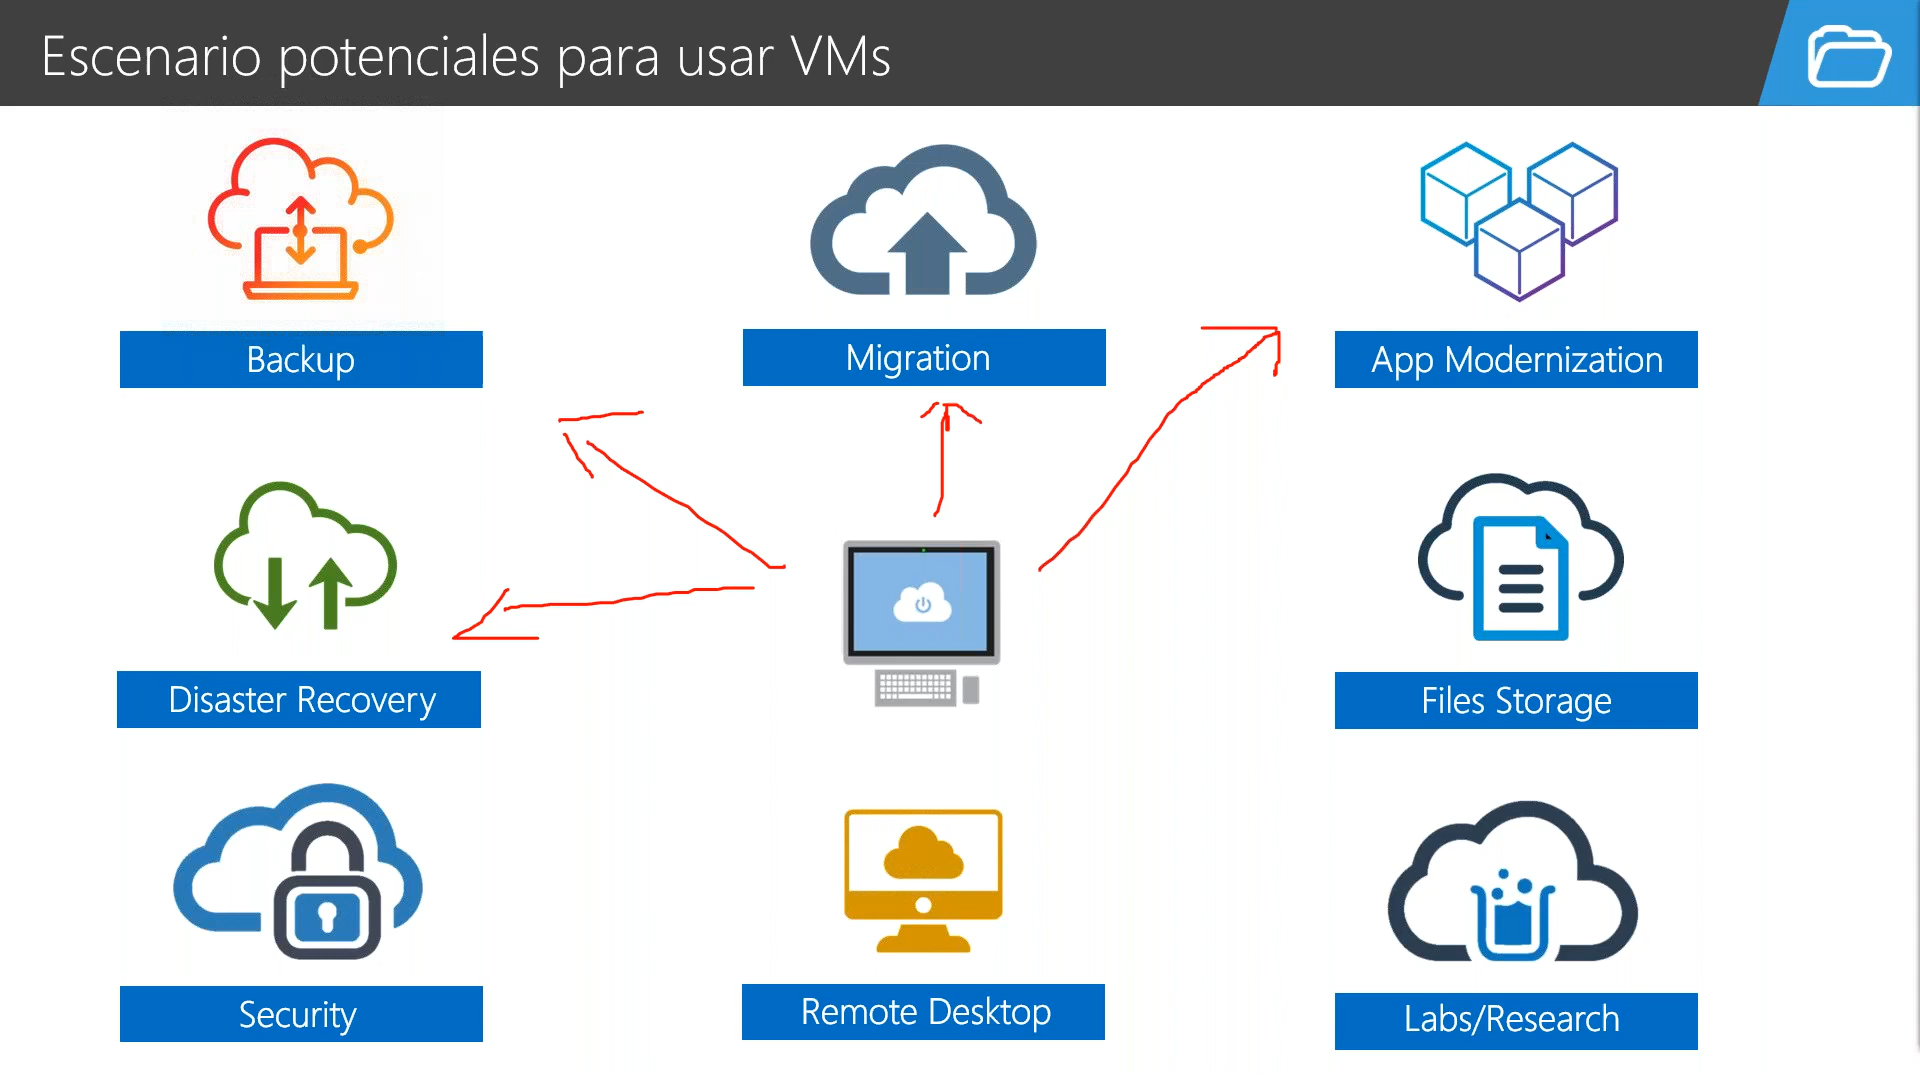 Escenario potenciales para usar VMs
Backup
Migration
App Modernization
Disaster Recovery
Files Storage
Security
Remote Desktop
Labs/Research